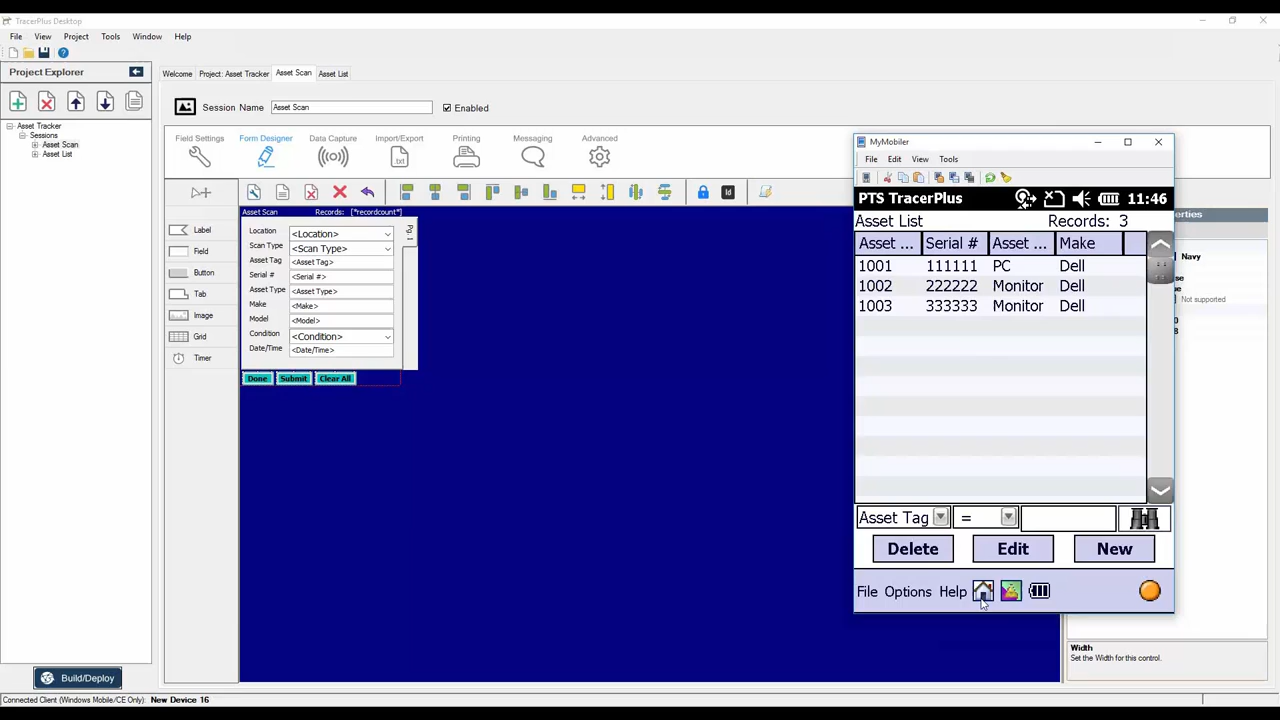 TracerPlus Desktop
File View Project Tools Window Help
Project Explorer
Asset Tracker
Sessions
Asset Scan
Asset List
Build/Deploy
Connected Client (Windows Mobile/CE Only): New Device 16
Welcome Project: Asset Tracker Asset Scan Asset List
Session Name Asset Scan Enabled
Field Settings Form Designer Data Capture Import/Export Printing Messaging Advanced
.txt
Id
Label
Field
Button
Tab
Image
Grid
Timer
Asset Scan Records: [*recordcount*]
Pg. 1
Location <Location>
Scan Type <Scan Type>
Asset Tag <Asset Tag>
Serial # <Serial #>
Asset Type <Asset Type>
Make <Make>
Model <Model>
Condition <Condition>
Date/Time <Date/Time>
Done Submit Clear All
MyMobiler
File Edit View Tools
PTS TracerPlus 11:46
Asset List Records: 3
Asset ... Serial # Asset ... Make
1001 111111 PC Dell
1002 222222 Monitor Dell
1003 333333 Monitor Dell
Asset Tag =
Delete Edit New
File Options Help
Navy
Not supported
Width
Set the Width for this control.